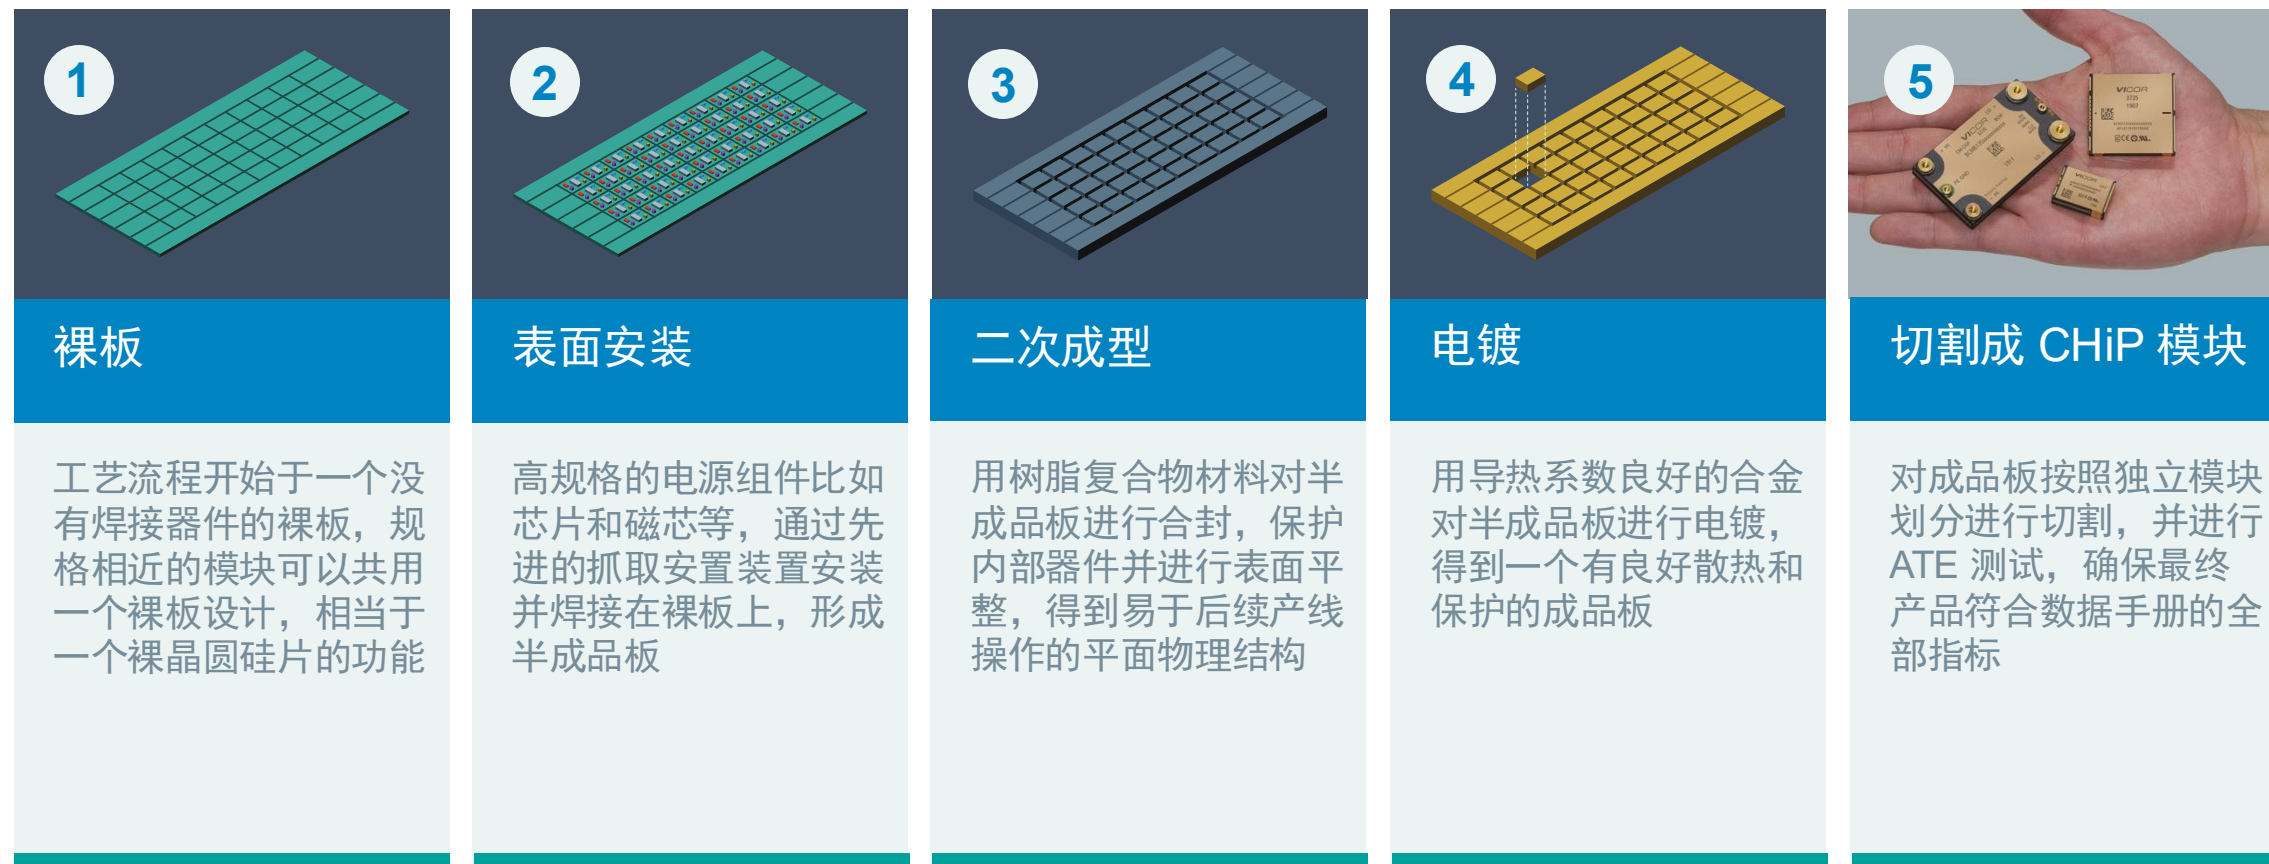 1
裸板
工艺流程开始于一个没
有焊接器件的裸板，规
格相近的模块可以共用
一个裸板设计，相当于
一个裸晶圆硅片的功能
2
表面安装
高规格的电源组件比如
芯片和磁芯等，通过先
进的抓取安置装置安装
并焊接在裸板上，形成
半成品板
3
二次成型
用树脂复合物材料对半
成品板进行合封，保护
内部器件并进行表面平
整，得到易于后续产线
操作的平面物理结构
4
电镀
用导热系数良好的合金
对半成品板进行电镀，
得到一个有良好散热和
保护的成品板
5
VICOR
VICOR
VICOR
切割成 CHiP 模块
对成品板按照独立模块
划分进行切割，并进行
ATE 测试，确保最终
产品符合数据手册的全
部指标